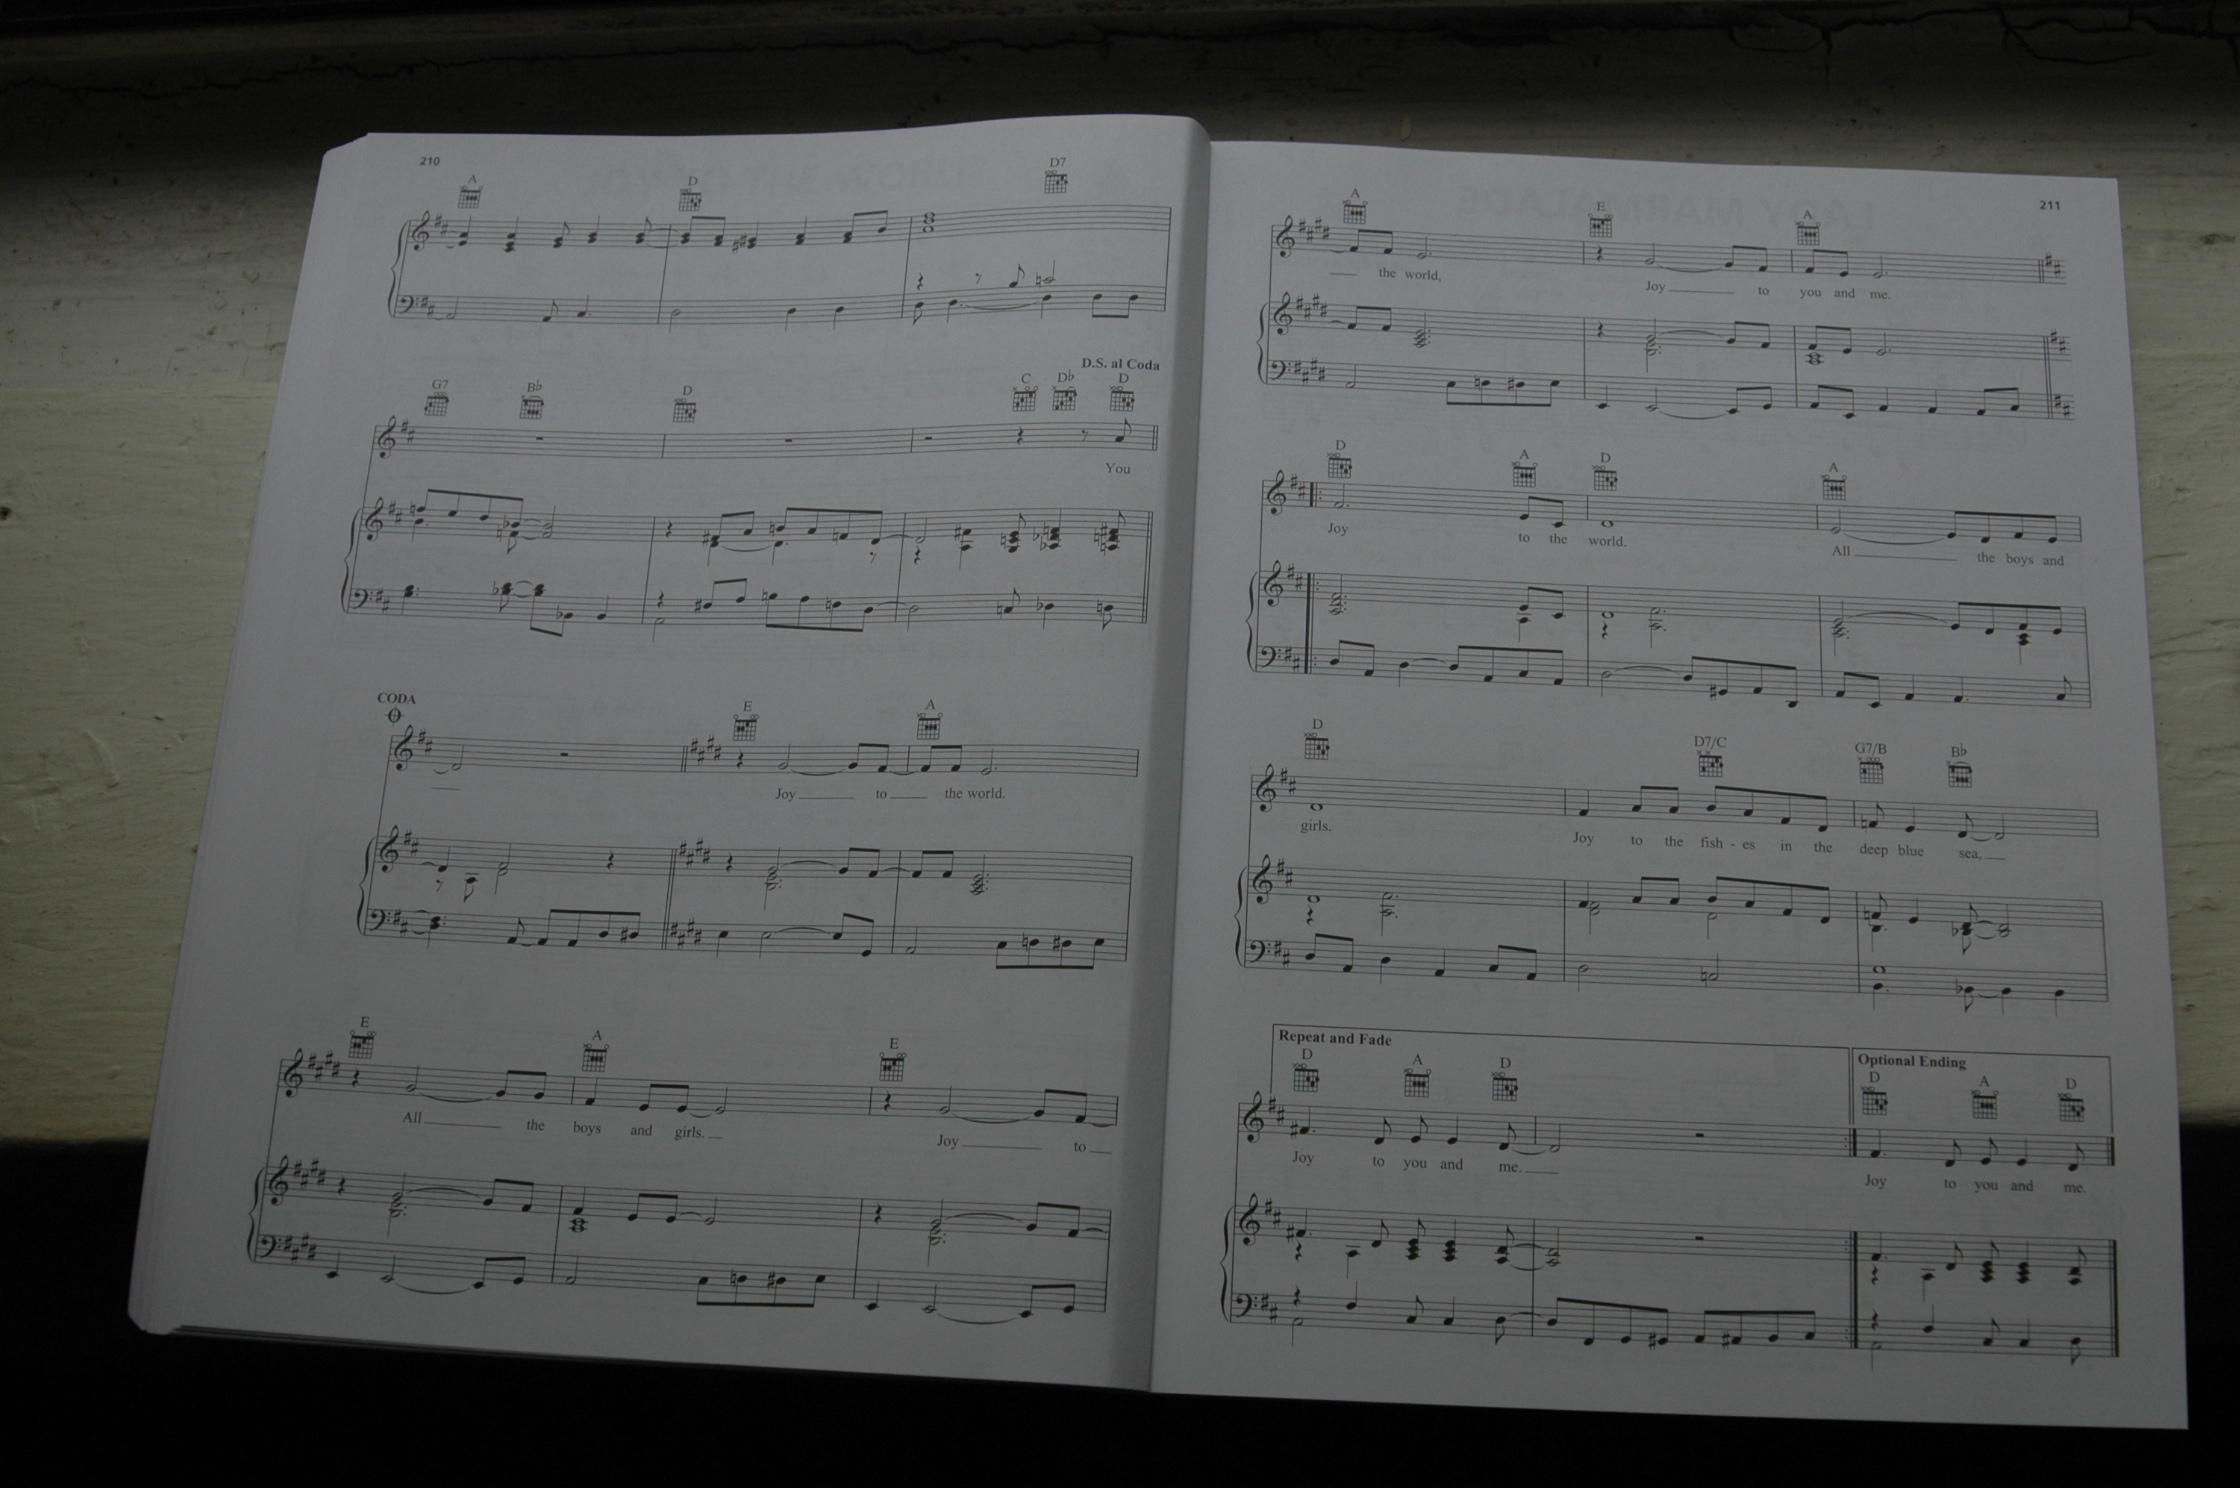 210
A D D7
D.S. al Coda
G7 B♭ D C D♭ D
You
CODA
E A
Joy to the world.
E A E
All the boys and girls. Joy to
211
A E A
the world, Joy to you and me.
D A D A
Joy to the world. All the boys and
D D7/C G7/B B♭
girls. Joy to the fish - es in the deep blue sea,
Repeat and Fade Optional Ending
D A D D A D
Joy to you and me. Joy to you and me.
LADY MARMALADE